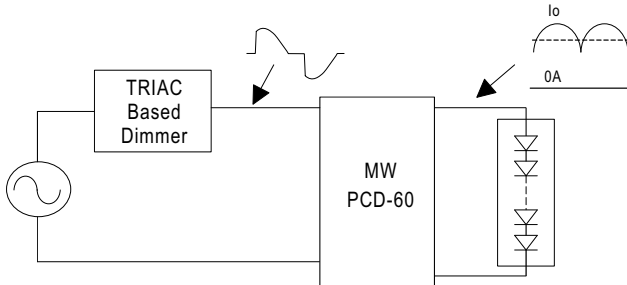 Io
0A
TRIAC
Based
Dimmer
MW
PCD-60